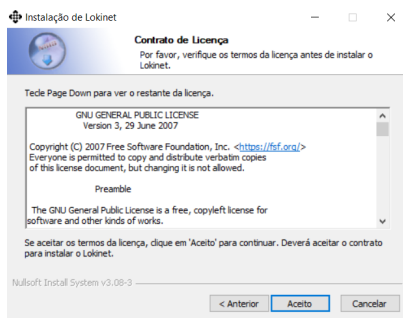 Instalação de Lokinet
Contrato de Licença
Por favor, verifique os termos da licença antes de instalar o
Lokinet.
Tecle Page Down para ver o restante da licença.
GNU GENERAL PUBLIC LICENSE
Version 3, 29 June 2007
Copyright (C) 2007 Free Software Foundation, Inc. <https://fsf.org/>
Everyone is permitted to copy and distribute verbatim copies
of this license document, but changing it is not allowed.
Preamble
The GNU General Public License is a free, copyleft license for
software and other kinds of works.
Se aceitar os termos da licença, clique em 'Aceito' para continuar. Deverá aceitar o contrato
para instalar o Lokinet.
Nullsoft Install System v3.08-3
< Anterior
Aceito
Cancelar